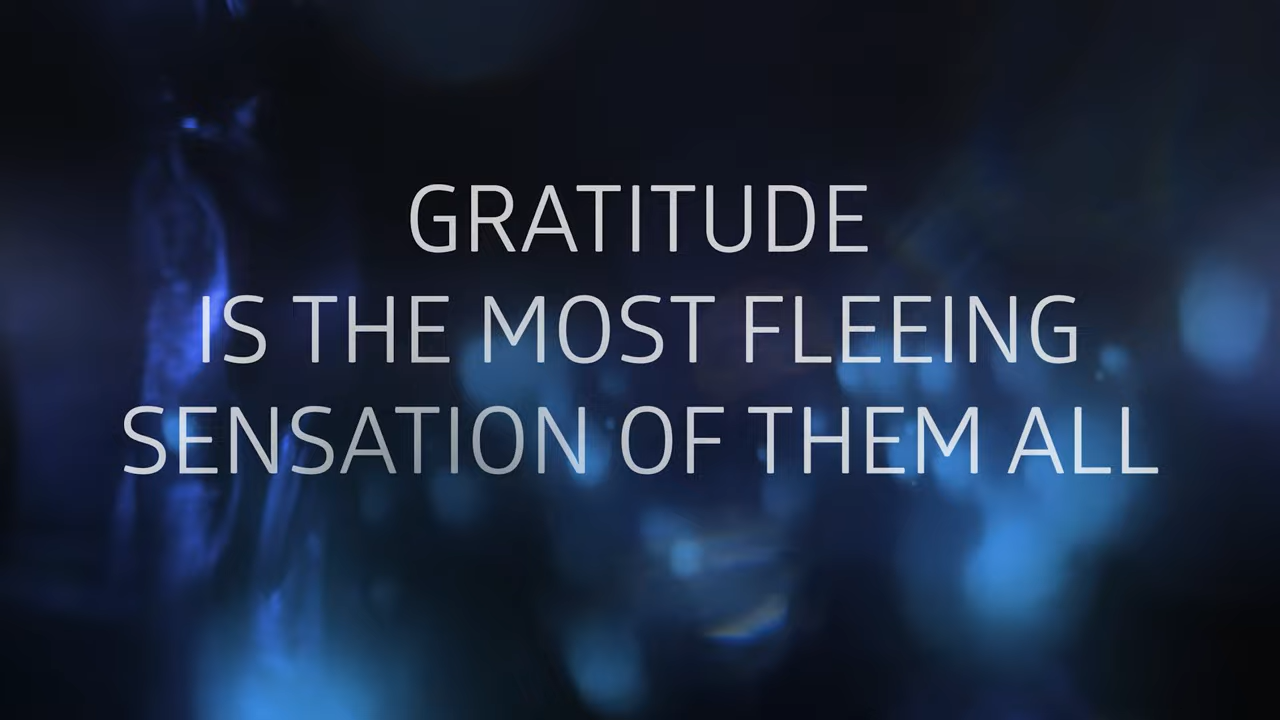 GRATITUDE
IS THE MOST FLEEING
SENSATION OF THEM ALL